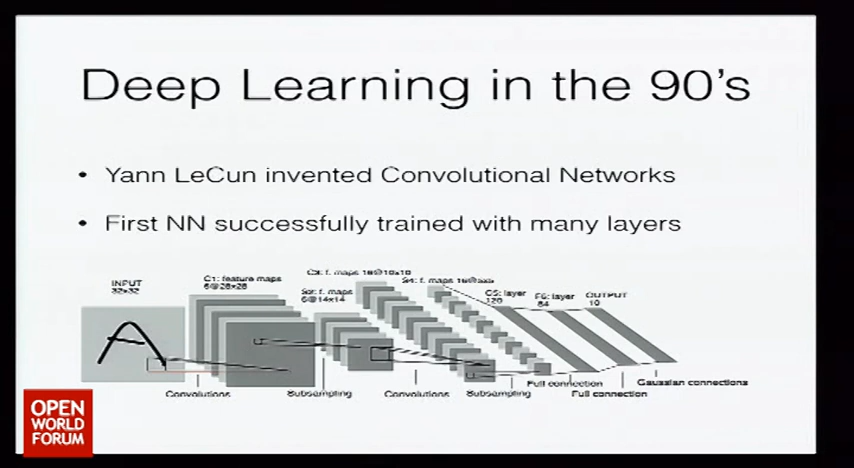 Deep Learning in the 90's
• Yann LeCun invented Convolutional Networks
• First NN successfully trained with many layers
INPUT
32x32
C1: feature maps
6@28x28
S2: f. maps
6@14x14
C3: f. maps 16@10x10
S4: f. maps 16@5x5
C5: layer
120
F6: layer
84
OUTPUT
10
Convolutions
Subsampling
Convolutions
Subsampling
Full connection
Full connection
Gaussian connections
OPEN
WORLD
FORUM